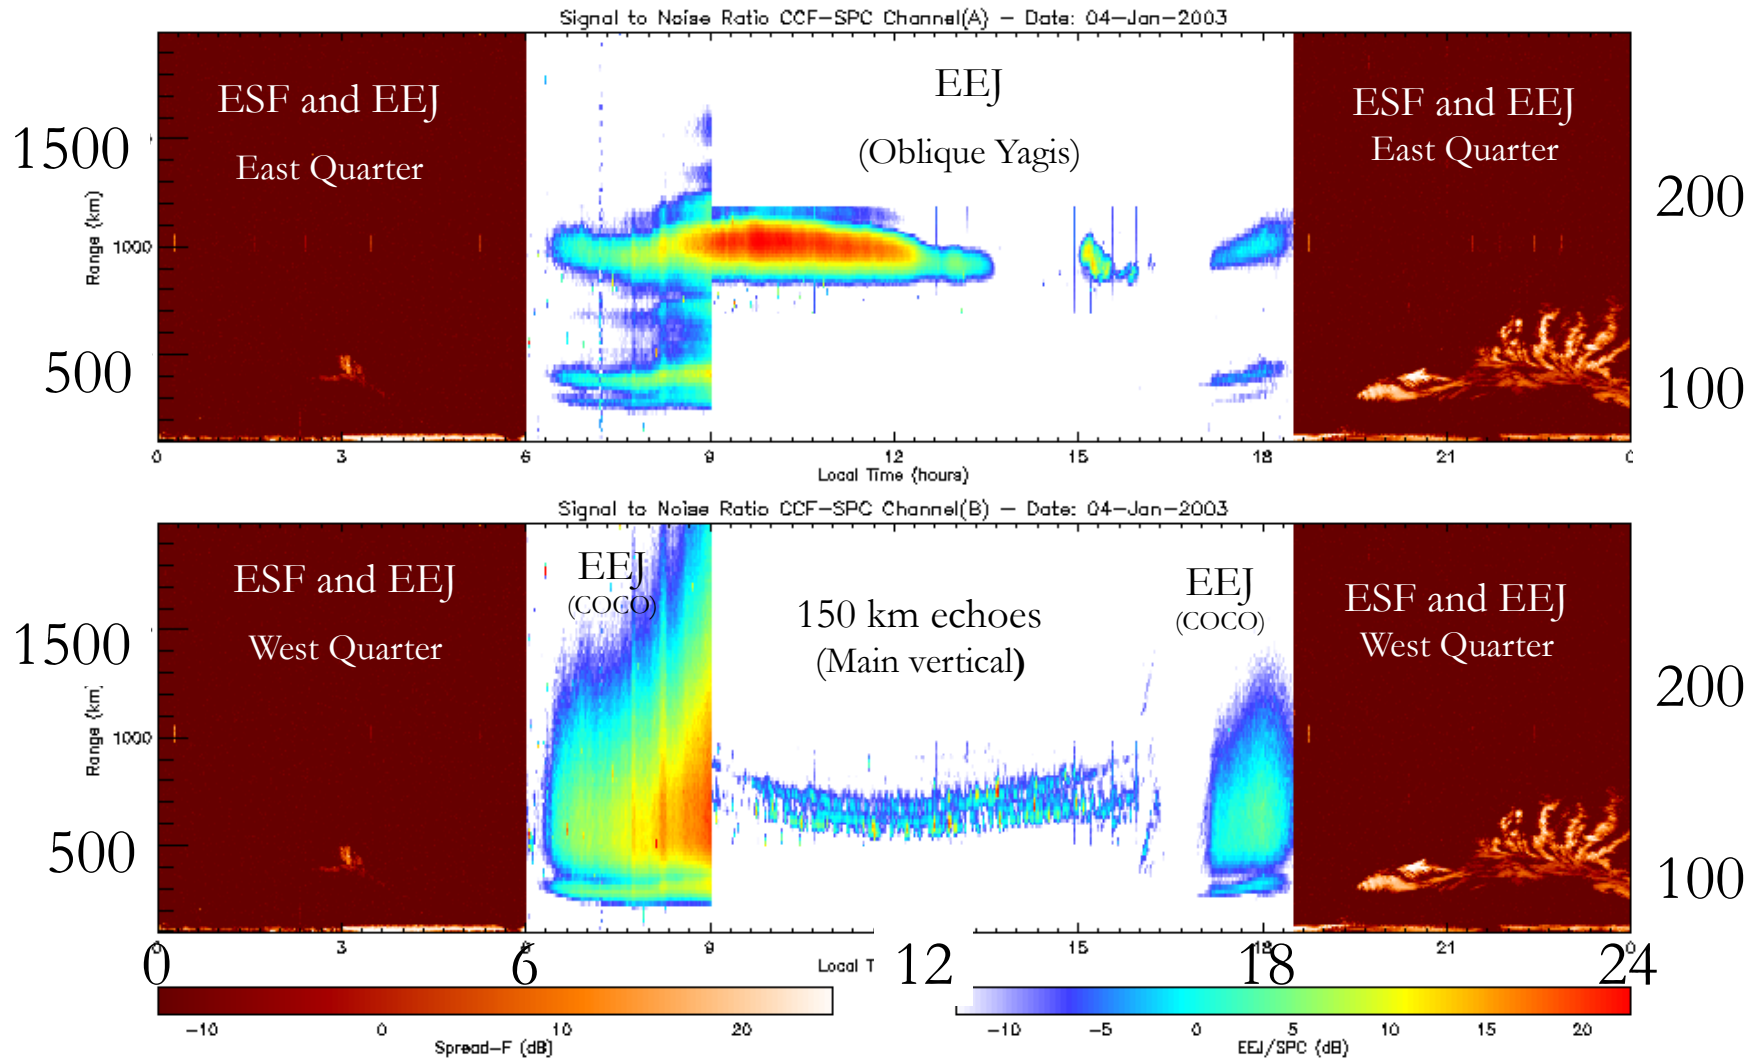 Signal to Noise Ratio CCF-SPC Channel(A) - Date: 04-Jan-2003
ESF and EEJ
East Quarter
EEJ
(Oblique Yagis)
ESF and EEJ
East Quarter
1500
1000
500
Range (km)
200
100
0 3 6 9 12 15 18 21 0
Local Time (hours)
Signal to Noise Ratio CCF-SPC Channel(B) - Date: 04-Jan-2003
ESF and EEJ
West Quarter
EEJ
(COCO)
150 km echoes
(Main vertical)
EEJ
(COCO)
ESF and EEJ
West Quarter
1500
1000
500
Range (km)
200
100
0 3 6 9 15 18 21 0
0 6 12 18 24
Local T
-10 0 10 20
Spread-F (dB)
-10 -5 0 5 10 15 20
EEJ/SPC (dB)